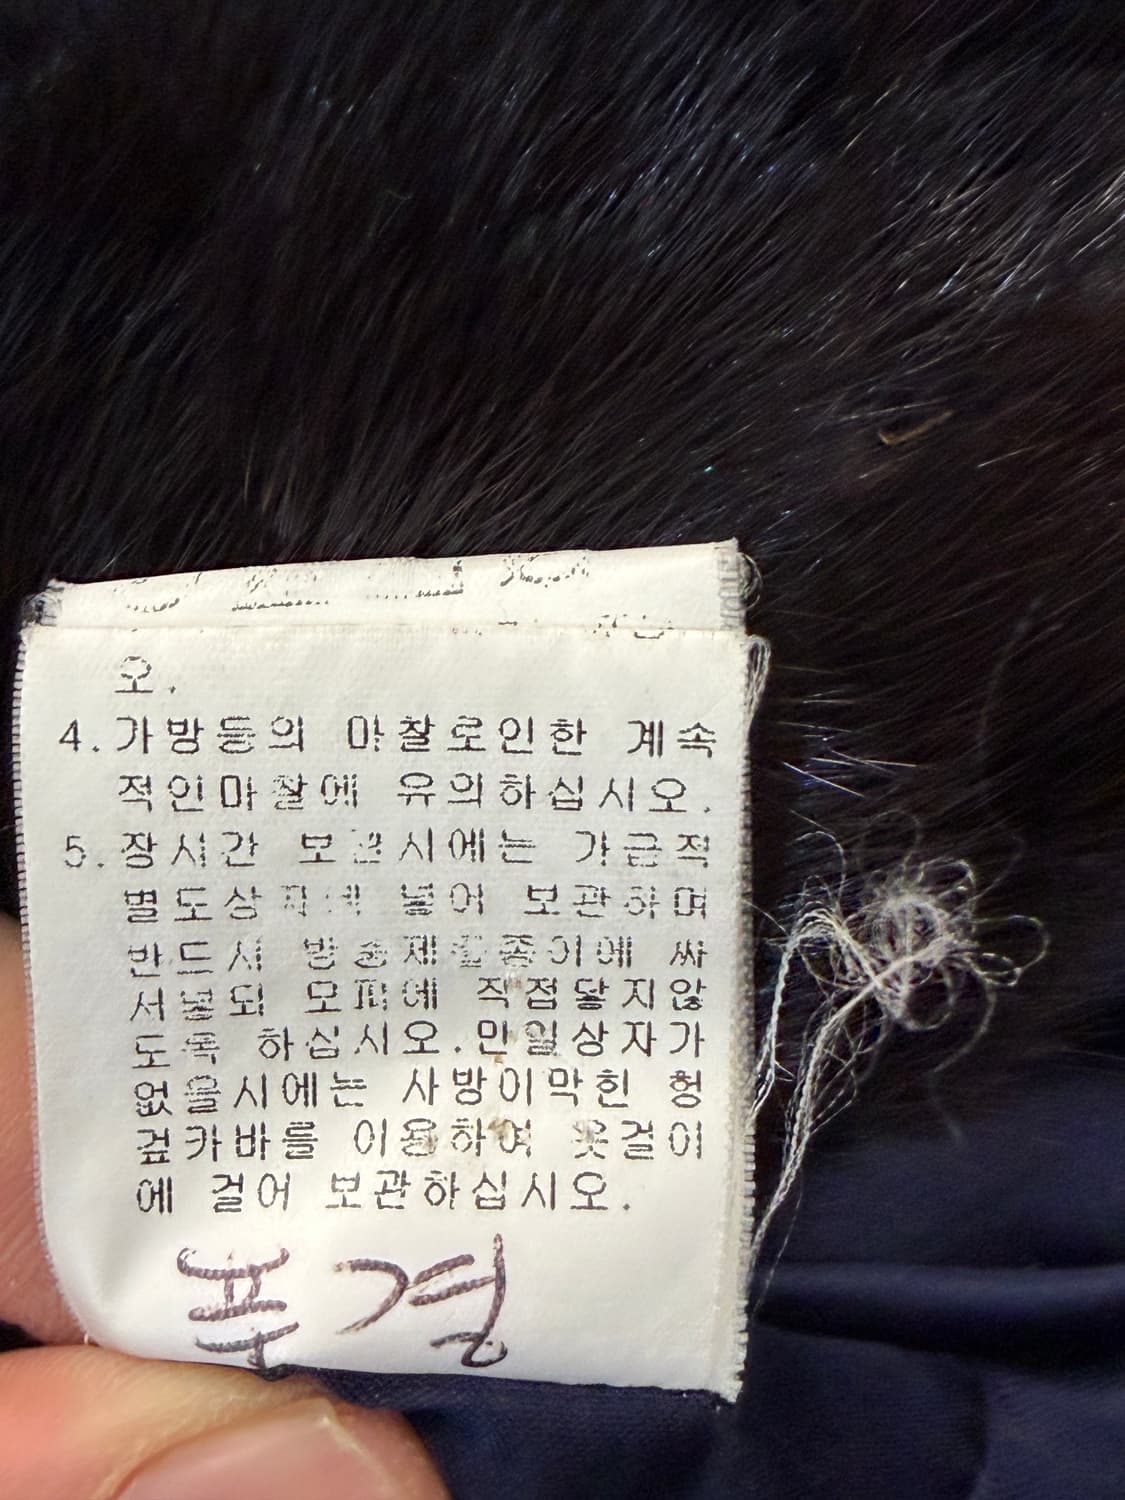 오.
4.가방등의 마찰로인한 계속
적인마찰에 유의하십시오.
5.장시간 보관시에는 가급적
별도상자에 넣어 보관하며
반드시 방충제를종이에 싸
서넣되 모피에 직접닿지않
도록 하십시오.만일상자가
없을시에는 사방이막힌 헝
겊카바를 이용하여 옷걸이
에 걸어 보관하십시오.